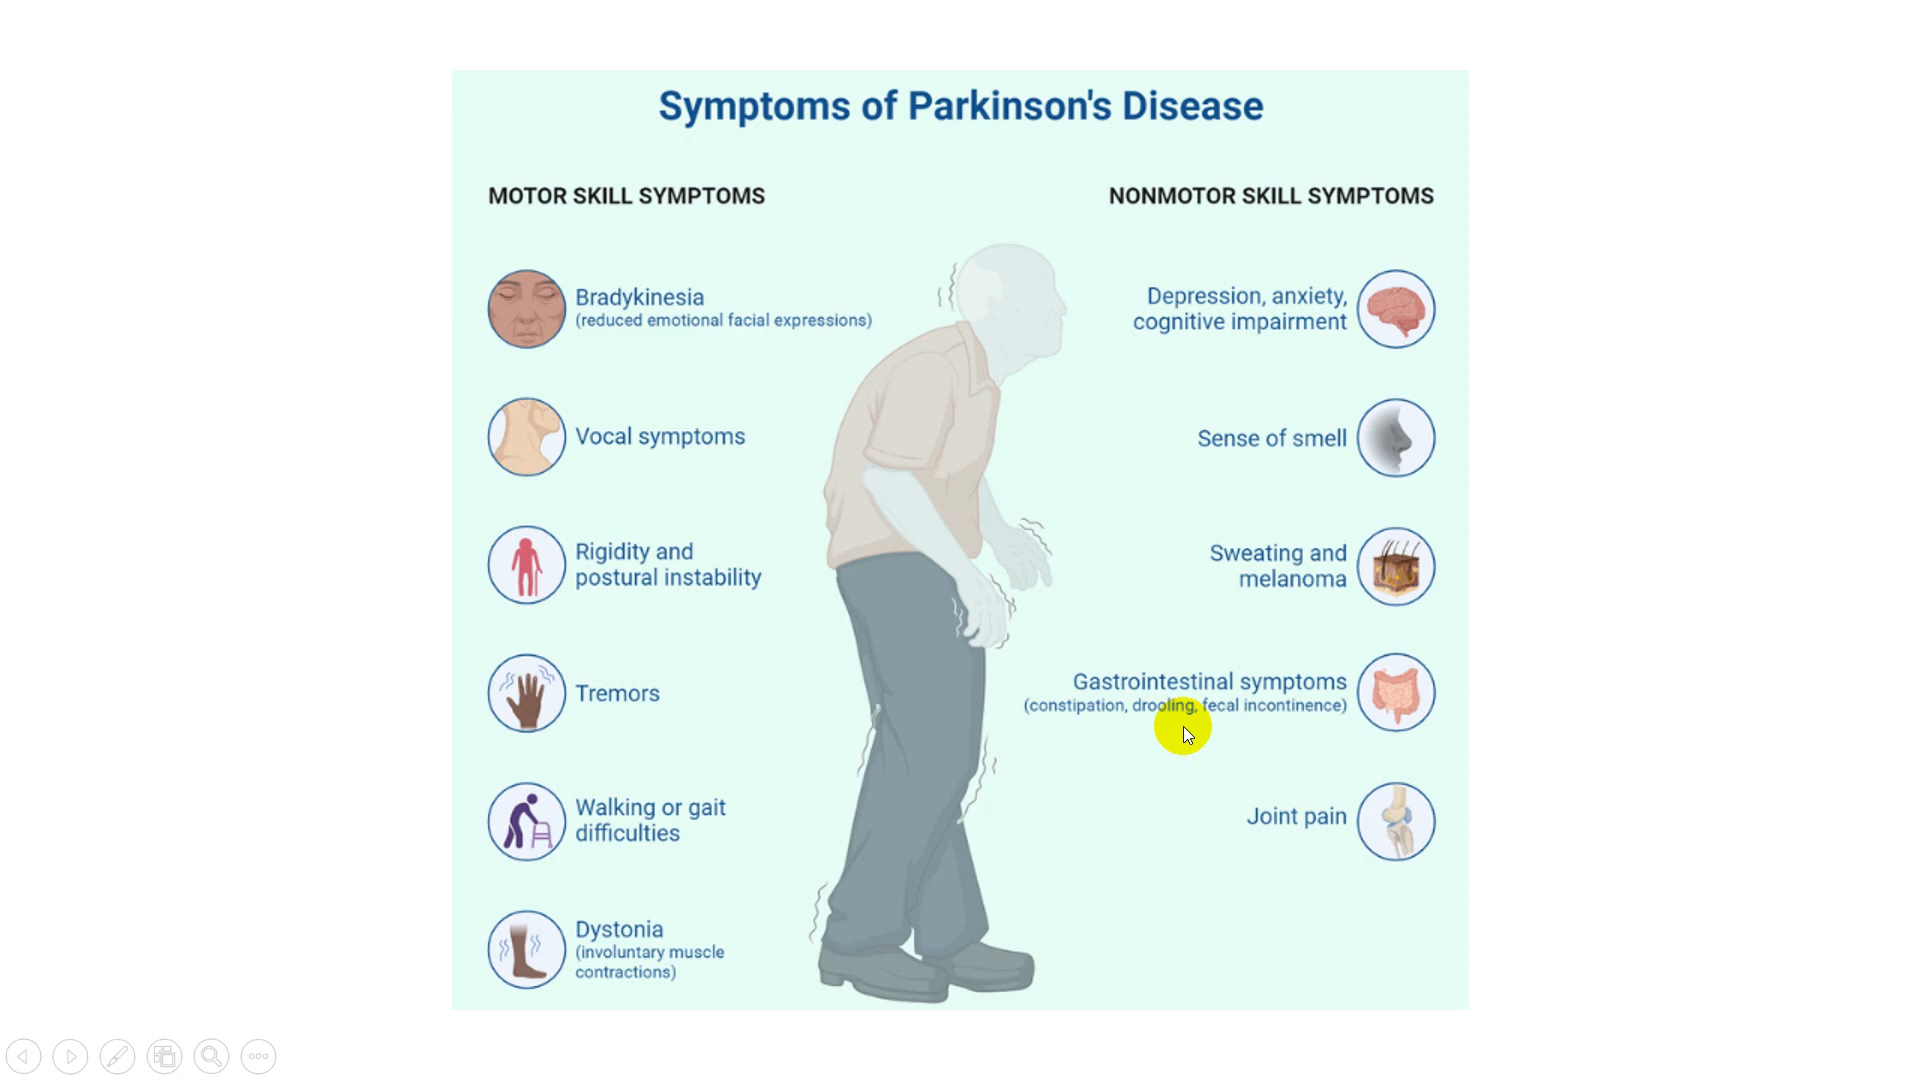 Symptoms of Parkinson's Disease
MOTOR SKILL SYMPTOMS
Bradykinesia
(reduced emotional facial expressions)
Vocal symptoms
Rigidity and
postural instability
Tremors
Walking or gait
difficulties
Dystonia
(involuntary muscle
contractions)
NONMOTOR SKILL SYMPTOMS
Depression, anxiety,
cognitive impairment
Sense of smell
Sweating and
melanoma
Gastrointestinal symptoms
(constipation, drooling, fecal incontinence)
Joint pain